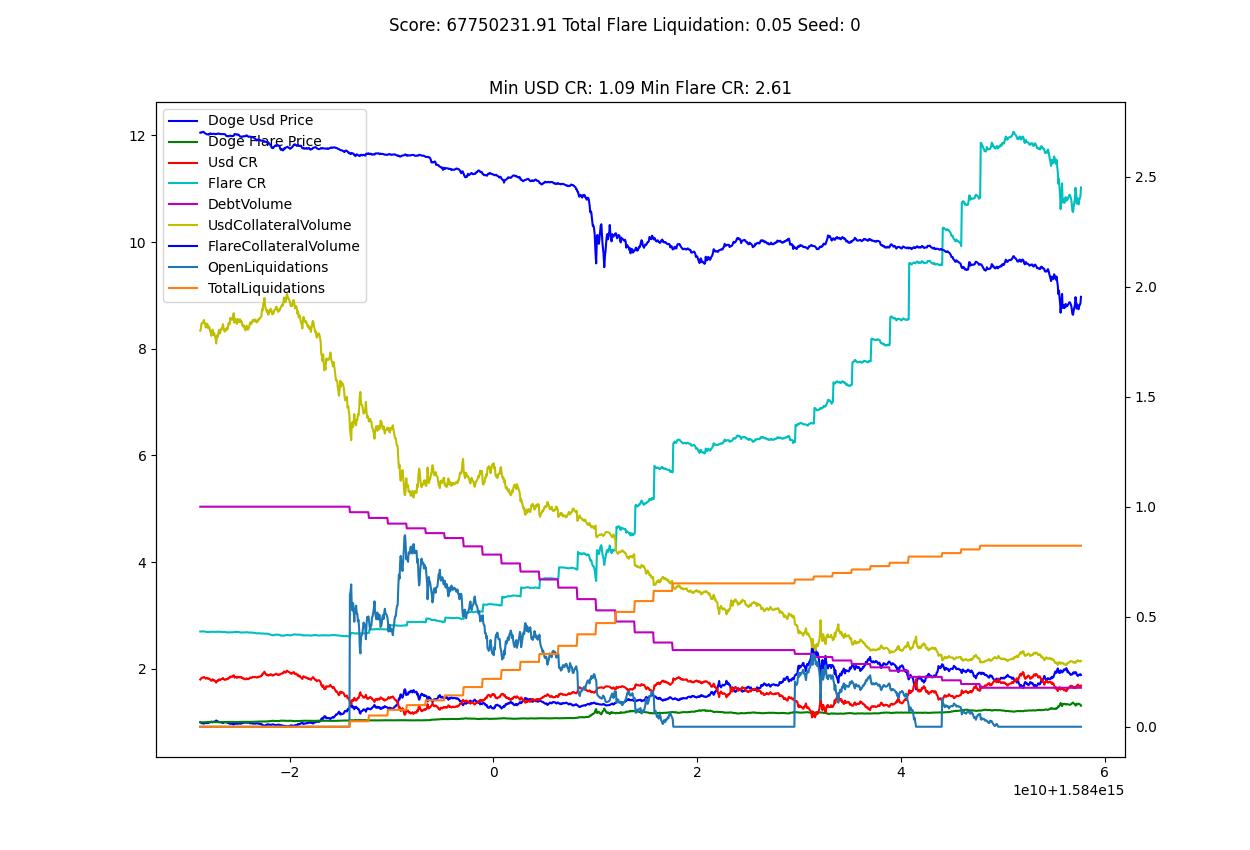 Score: 67750231.91 Total Flare Liquidation: 0.05 Seed: 0
Min USD CR: 1.09 Min Flare CR: 2.61
Doge Usd Price
Doge Flare Price
Usd CR
Flare CR
DebtVolume
UsdCollateralVolume
FlareCollateralVolume
OpenLiquidations
TotalLiquidations
12
10
8
6
4
2
2.5
2.0
1.5
1.0
0.5
0.0
−2
0
2
4
6
1e10+1.584e15